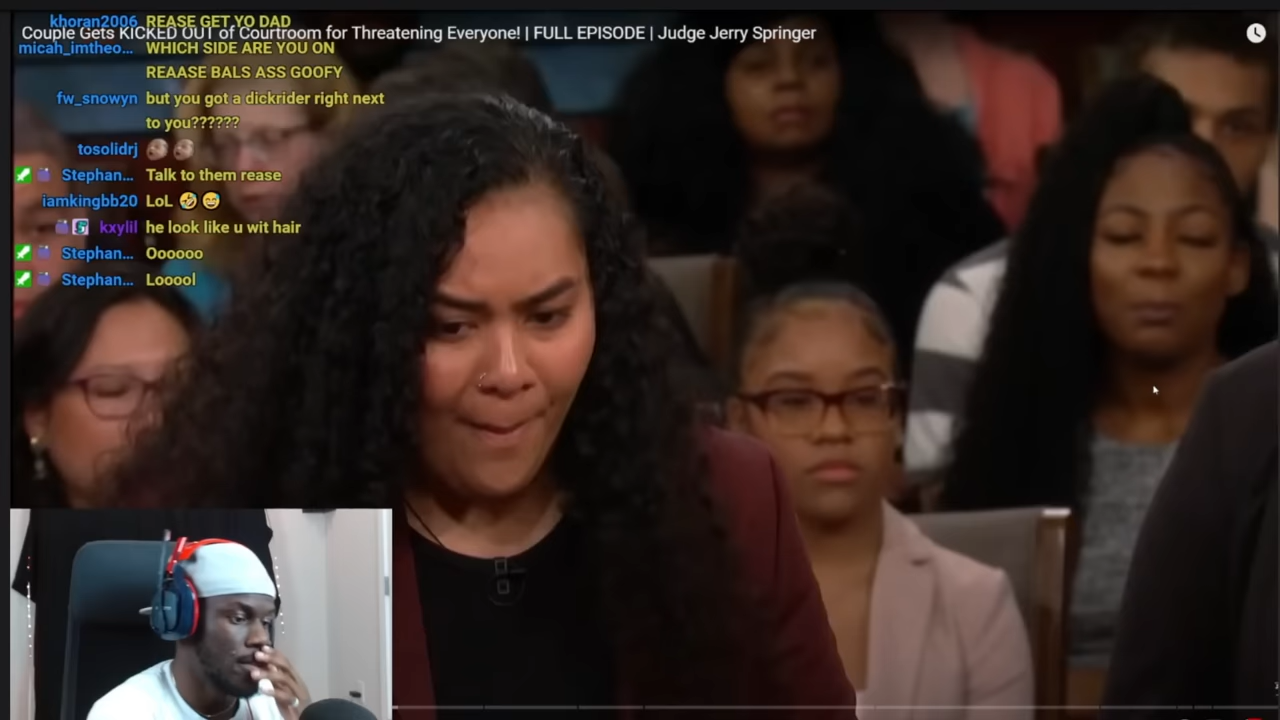 khoran2006 REASE GET YO DAD
Couple Gets KICKED OUT of Courtroom for Threatening Everyone! | FULL EPISODE | Judge Jerry Springer
micah_imtheo... WHICH SIDE ARE YOU ON
REAASE BALS ASS GOOFY
fw_snowyn but you got a dickrider right next
to you??????
tosolidrj
Stephan... Talk to them rease
iamkingbb20 LoL 🤣 😅
kxylil he look like u wit hair
Stephan... Oooooo
Stephan... Looool